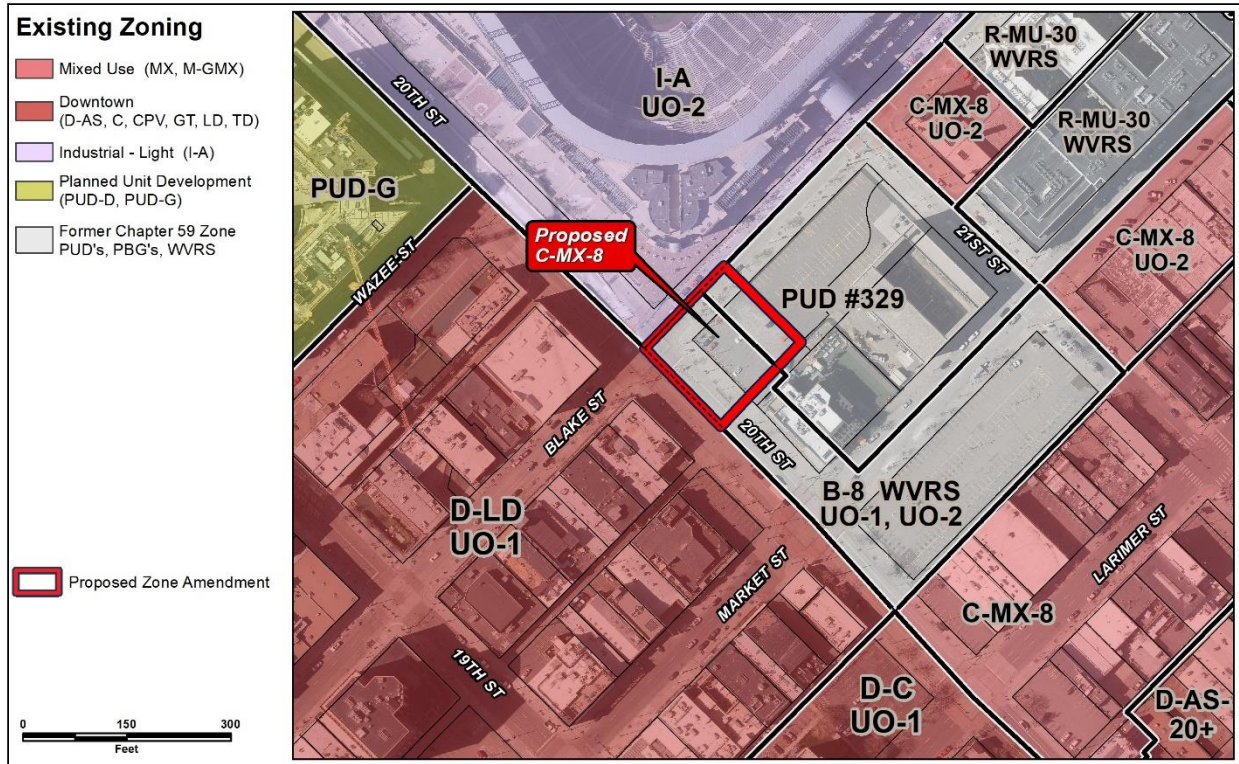 Existing Zoning
Mixed Use (MX, M-GMX)
Downtown
(D-AS, C, CPV, GT, LD, TD)
Industrial - Light (I-A)
Planned Unit Development
(PUD-D, PUD-G)
Former Chapter 59 Zone
PUD's, PBG's, WVRS
Proposed Zone Amendment
0 150 300
Feet
20TH ST
I-A
UO-2
R-MU-30
WVRS
C-MX-8
UO-2
R-MU-30
WVRS
PUD-G
WAZEE ST
Proposed
C-MX-8
21ST ST
C-MX-8
UO-2
PUD #329
BLAKE ST
20TH ST
B-8 WVRS
UO-1, UO-2
D-LD
UO-1
LARIMER ST
MARKET ST
C-MX-8
19TH ST
D-C
UO-1
D-AS-
20+